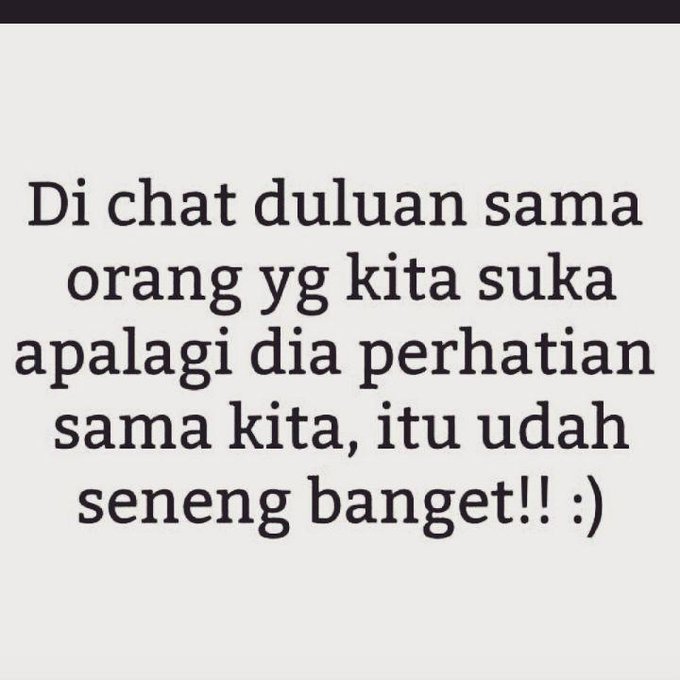 Di chat duluan sama
orang yg kita suka
apalagi dia perhatian
sama kita, itu udah
seneng banget!! :)